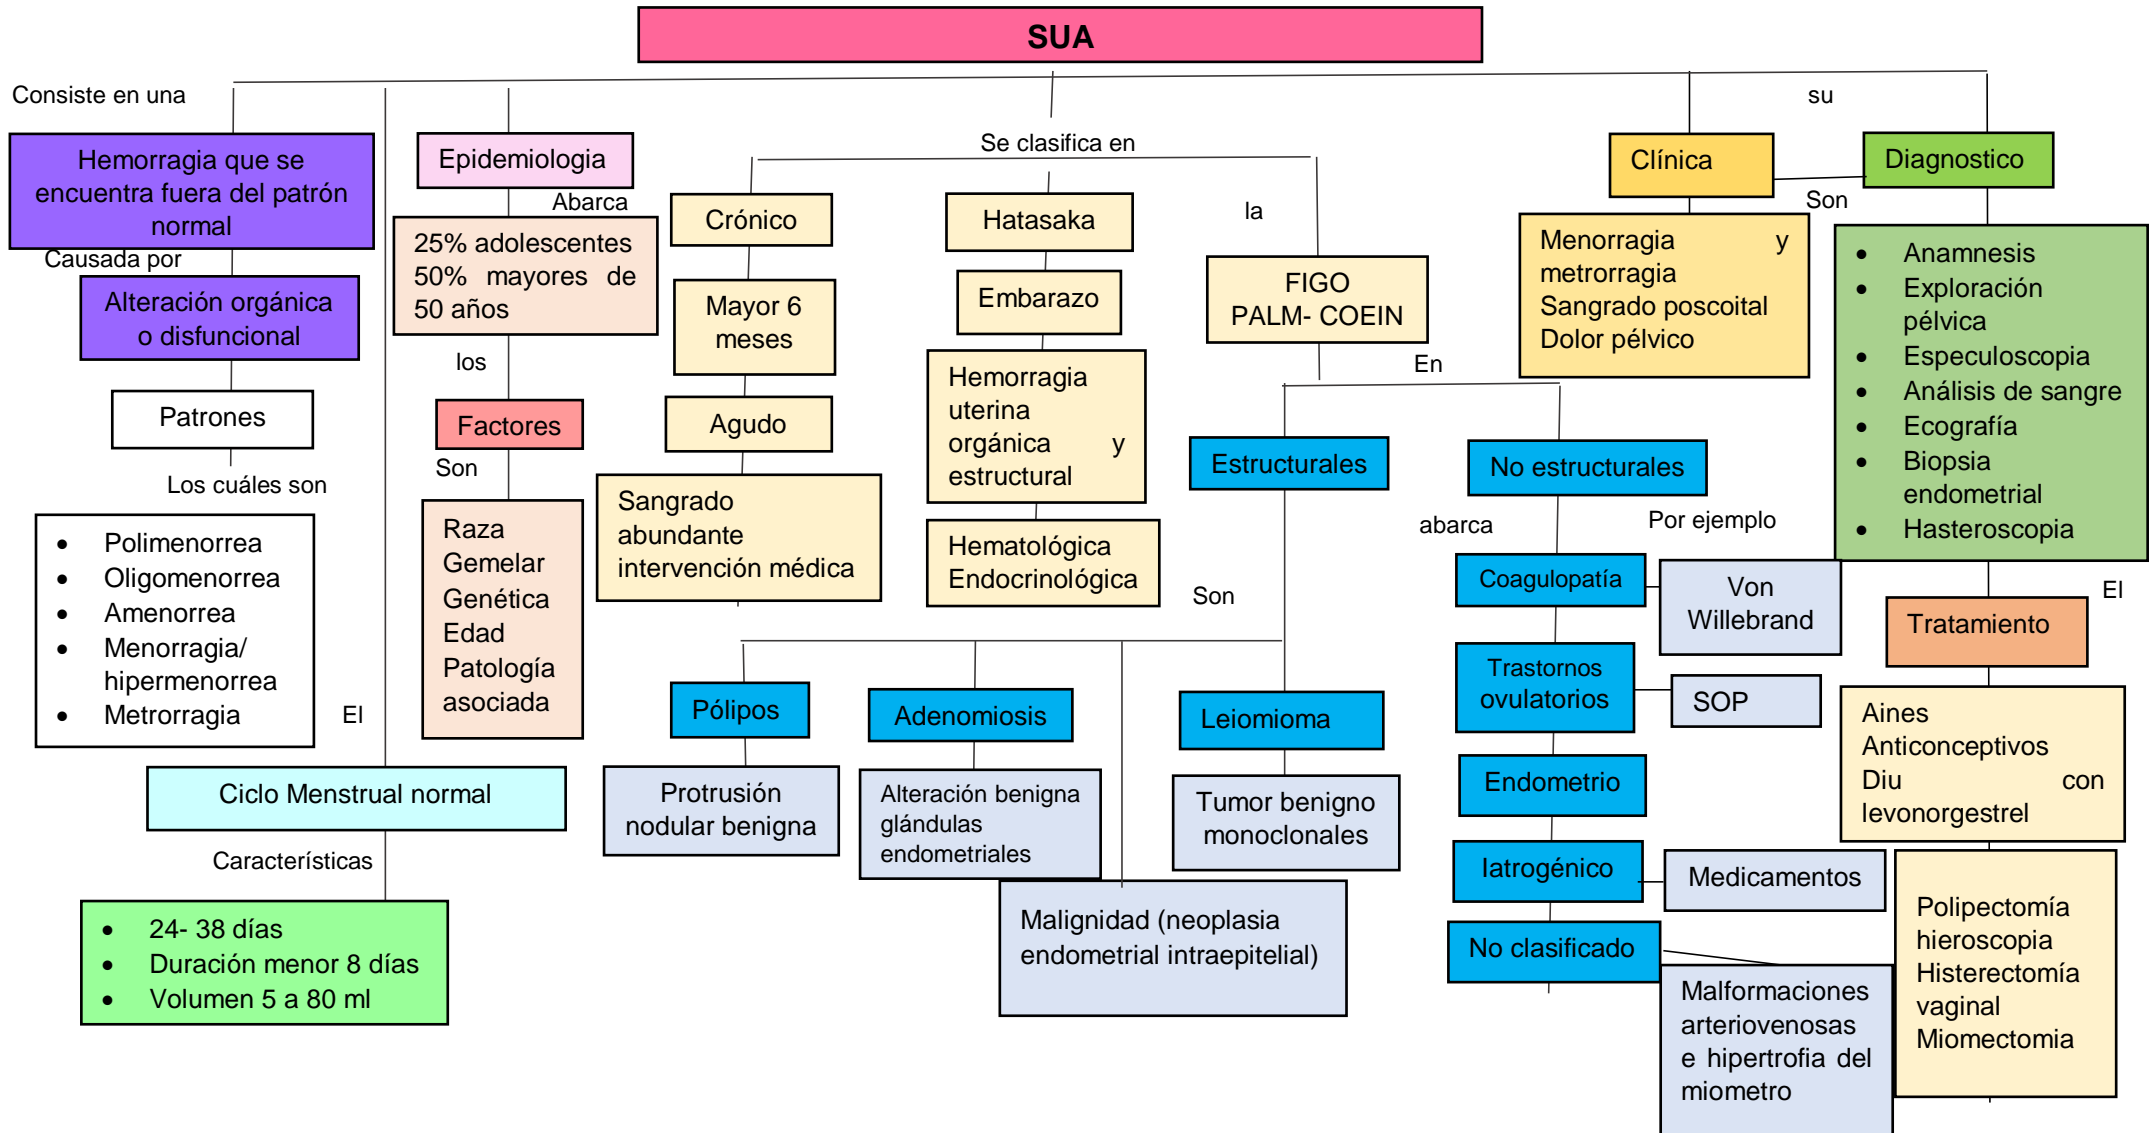 SUA
Consiste en una
Hemorragia que se
encuentra fuera del patrón
normal
Causada por
Alteración orgánica
o disfuncional
Patrones
Los cuáles son
• Polimenorrea
• Oligomenorrea
• Amenorrea
• Menorragia/
hipermenorrea
• Metrorragia
El
Ciclo Menstrual normal
Características
• 24- 38 días
• Duración menor 8 días
• Volumen 5 a 80 ml
Epidemiologia
Abarca
25% adolescentes
50% mayores de
50 años
los
Factores
Son
Raza
Gemelar
Genética
Edad
Patología
asociada
Se clasifica en
Crónico
Mayor 6
meses
Agudo
Sangrado
abundante
intervención médica
Hatasaka
Embarazo
Hemorragia
uterina
orgánica y
estructural
Hematológica
Endocrinológica
la
FIGO
PALM- COEIN
En
Estructurales
Son
Pólipos
Protrusión
nodular benigna
Adenomiosis
Alteración benigna
glándulas
endometriales
Malignidad (neoplasia
endometrial intraepitelial)
Leiomioma
Tumor benigno
monoclonales
No estructurales
abarca
Por ejemplo
Coagulopatía
Von
Willebrand
Trastornos
ovulatorios
SOP
Endometrio
Iatrogénico
Medicamentos
No clasificado
Malformaciones
arteriovenosas
e hipertrofia del
miometro
su
Clínica
Menorragia y
metrorragia
Sangrado poscoital
Dolor pélvico
Diagnostico
Son
• Anamnesis
• Exploración
pélvica
• Especuloscopia
• Análisis de sangre
• Ecografía
• Biopsia
endometrial
• Hasteroscopia
El
Tratamiento
Aines
Anticonceptivos
Diu con
levonorgestrel
Polipectomía
hieroscopia
Histerectomía
vaginal
Miomectomia